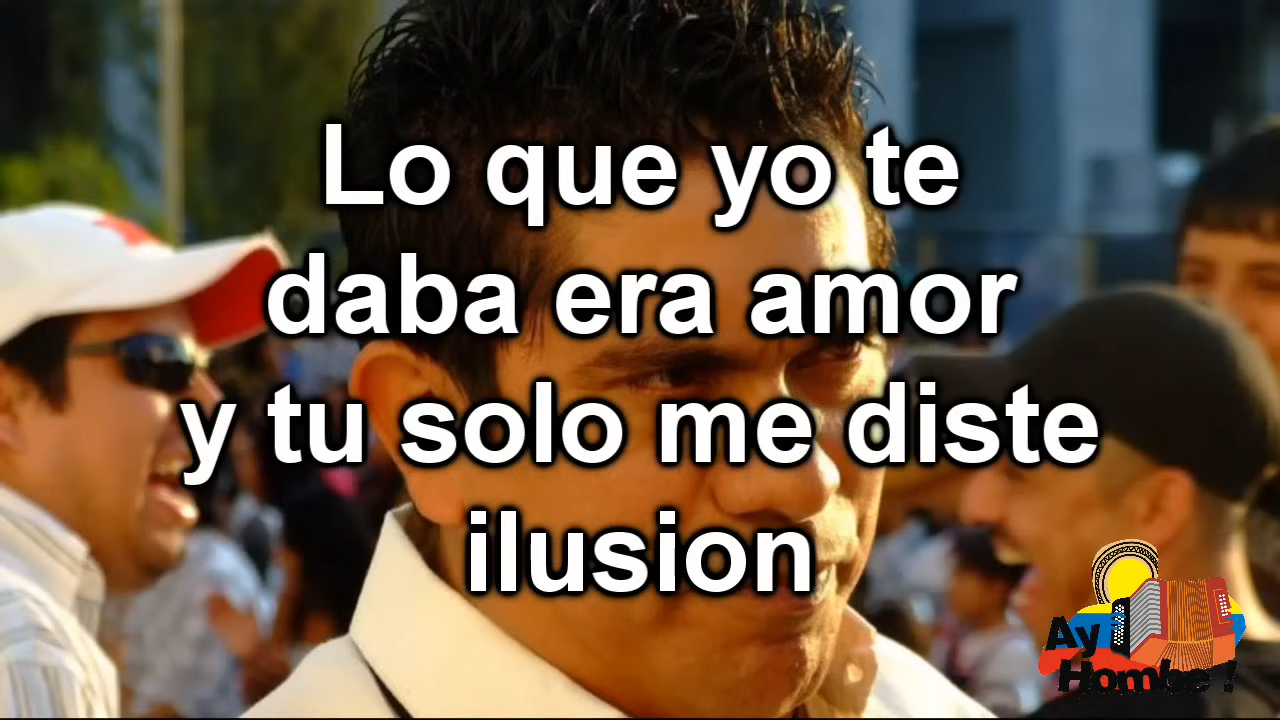 Lo que yo te
daba era amor
y tu solo me diste
ilusion
Ay
Hombe !